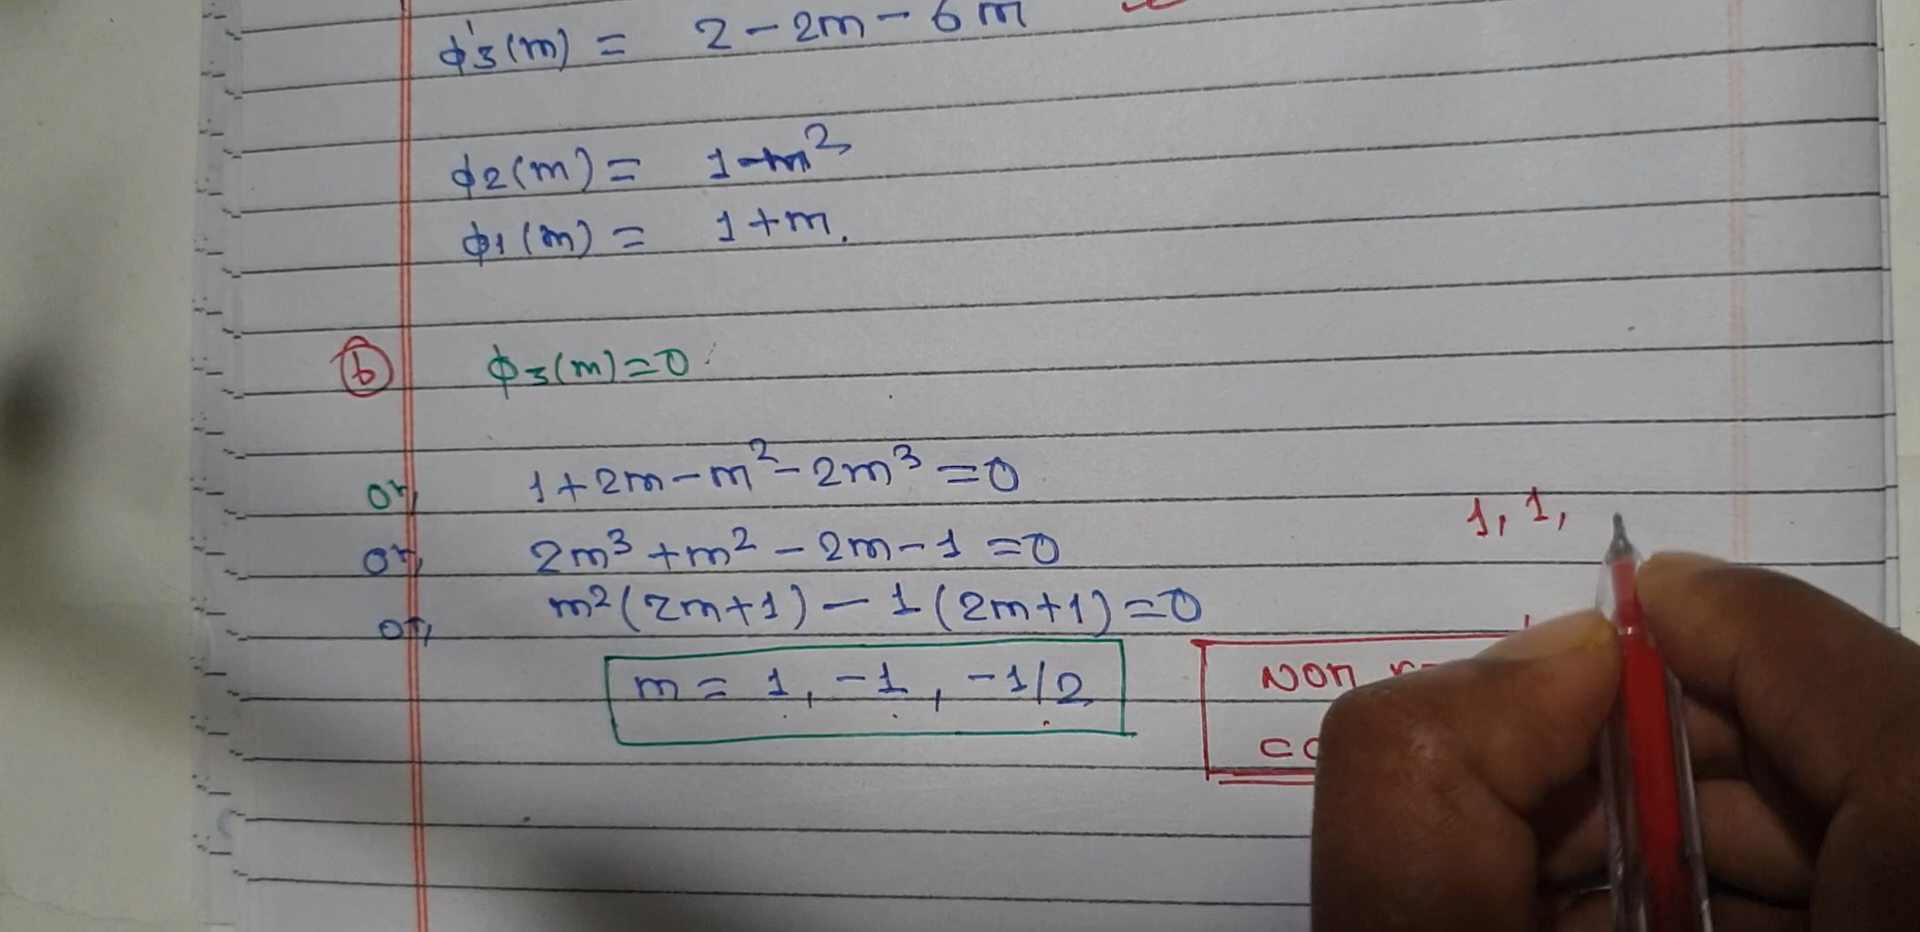 ϕ'3(m) = 2-2m-6m
ϕ2(m) = 1-m²
ϕ1(m) = 1+m.
(b) ϕ3(m)=0
or, 1+2m-m²-2m³=0
1, 1,
or, 2m³+m²-2m-1=0
or, m²(2m+1)-1(2m+1)=0
m = 1, -1, -1/2
Non